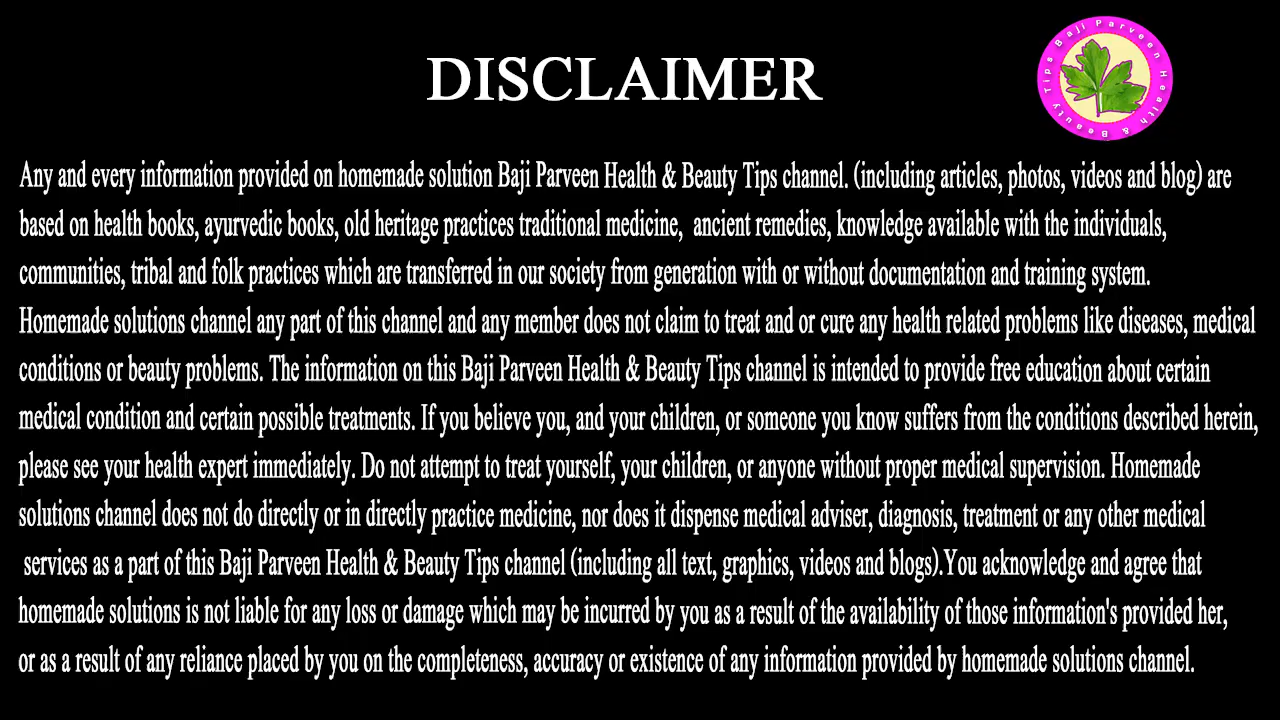 DISCLAIMER
Baji Parveen Health & Beauty Tips
Any and every information provided on homemade solution Baji Parveen Health & Beauty Tips channel. (including articles, photos, videos and blog) are
based on health books, ayurvedic books, old heritage practices traditional medicine,  ancient remedies, knowledge available with the individuals,
communities, tribal and folk practices which are transferred in our society from generation with or without documentation and training system.
Homemade solutions channel any part of this channel and any member does not claim to treat and or cure any health related problems like diseases, medical
conditions or beauty problems. The information on this Baji Parveen Health & Beauty Tips channel is intended to provide free education about certain
medical condition and certain possible treatments. If you believe you, and your children, or someone you know suffers from the conditions described herein,
please see your health expert immediately. Do not attempt to treat yourself, your children, or anyone without proper medical supervision. Homemade
solutions channel does not do directly or in directly practice medicine, nor does it dispense medical adviser, diagnosis, treatment or any other medical
services as a part of this Baji Parveen Health & Beauty Tips channel (including all text, graphics, videos and blogs).You acknowledge and agree that
homemade solutions is not liable for any loss or damage which may be incurred by you as a result of the availability of those information's provided her,
or as a result of any reliance placed by you on the completeness, accuracy or existence of any information provided by homemade solutions channel.